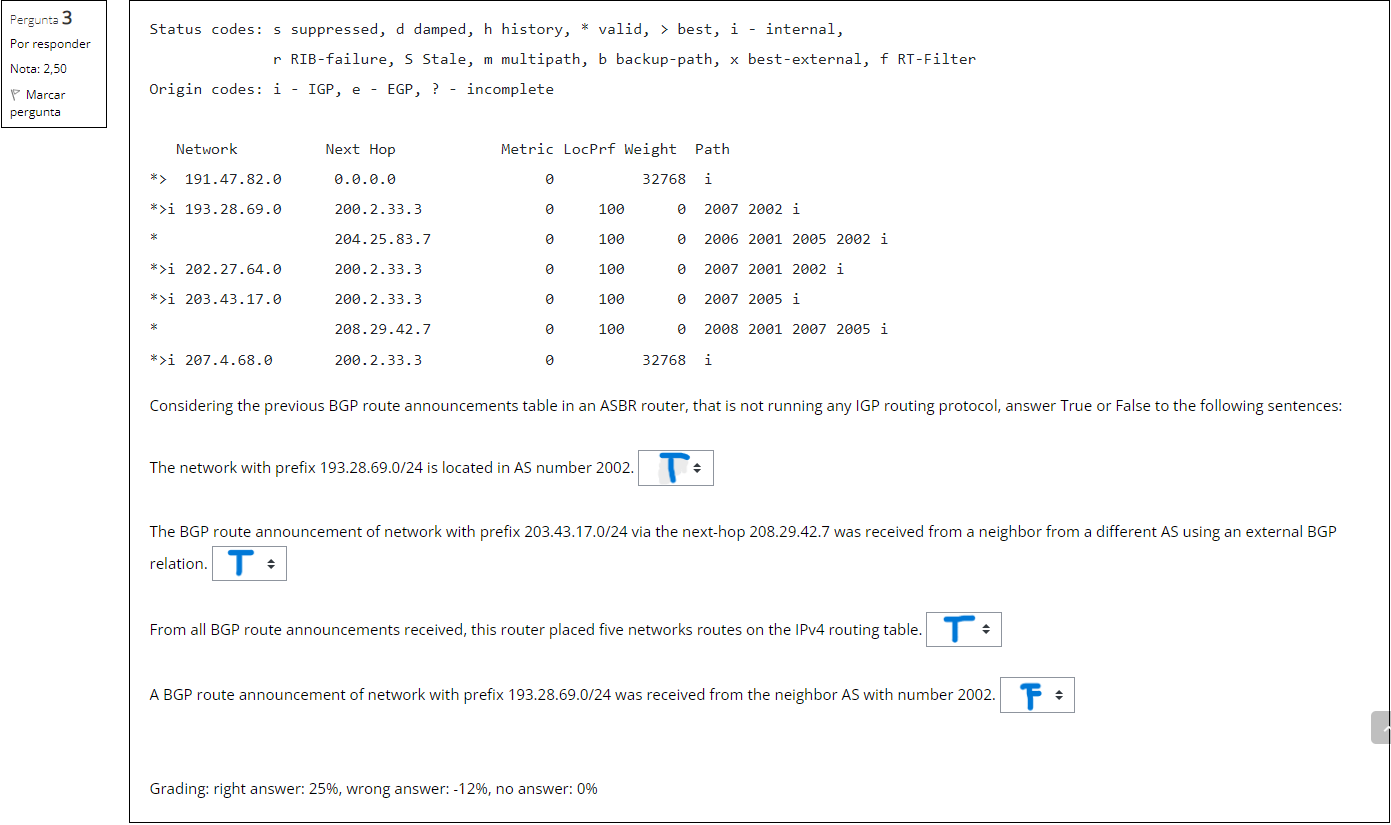 Pergunta 3
Por responder
Nota: 2,50
Marcar
pergunta
Status codes: s suppressed, d damped, h history, * valid, > best, i - internal,
r RIB-failure, S Stale, m multipath, b backup-path, x best-external, f RT-Filter
Origin codes: i - IGP, e - EGP, ? - incomplete
Network Next Hop Metric LocPrf Weight Path
*> 191.47.82.0 0.0.0.0 0 32768 i
*>i 193.28.69.0 200.2.33.3 0 100 0 2007 2002 i
* 204.25.83.7 0 100 0 2006 2001 2005 2002 i
*>i 202.27.64.0 200.2.33.3 0 100 0 2007 2001 2002 i
*>i 203.43.17.0 200.2.33.3 0 100 0 2007 2005 i
* 208.29.42.7 0 100 0 2008 2001 2007 2005 i
*>i 207.4.68.0 200.2.33.3 0 32768 i
Considering the previous BGP route announcements table in an ASBR router, that is not running any IGP routing protocol, answer True or False to the following sentences:
The network with prefix 193.28.69.0/24 is located in AS number 2002. T
The BGP route announcement of network with prefix 203.43.17.0/24 via the next-hop 208.29.42.7 was received from a neighbor from a different AS using an external BGP
relation. T
From all BGP route announcements received, this router placed five networks routes on the IPv4 routing table. T
A BGP route announcement of network with prefix 193.28.69.0/24 was received from the neighbor AS with number 2002. F
Grading: right answer: 25%, wrong answer: -12%, no answer: 0%